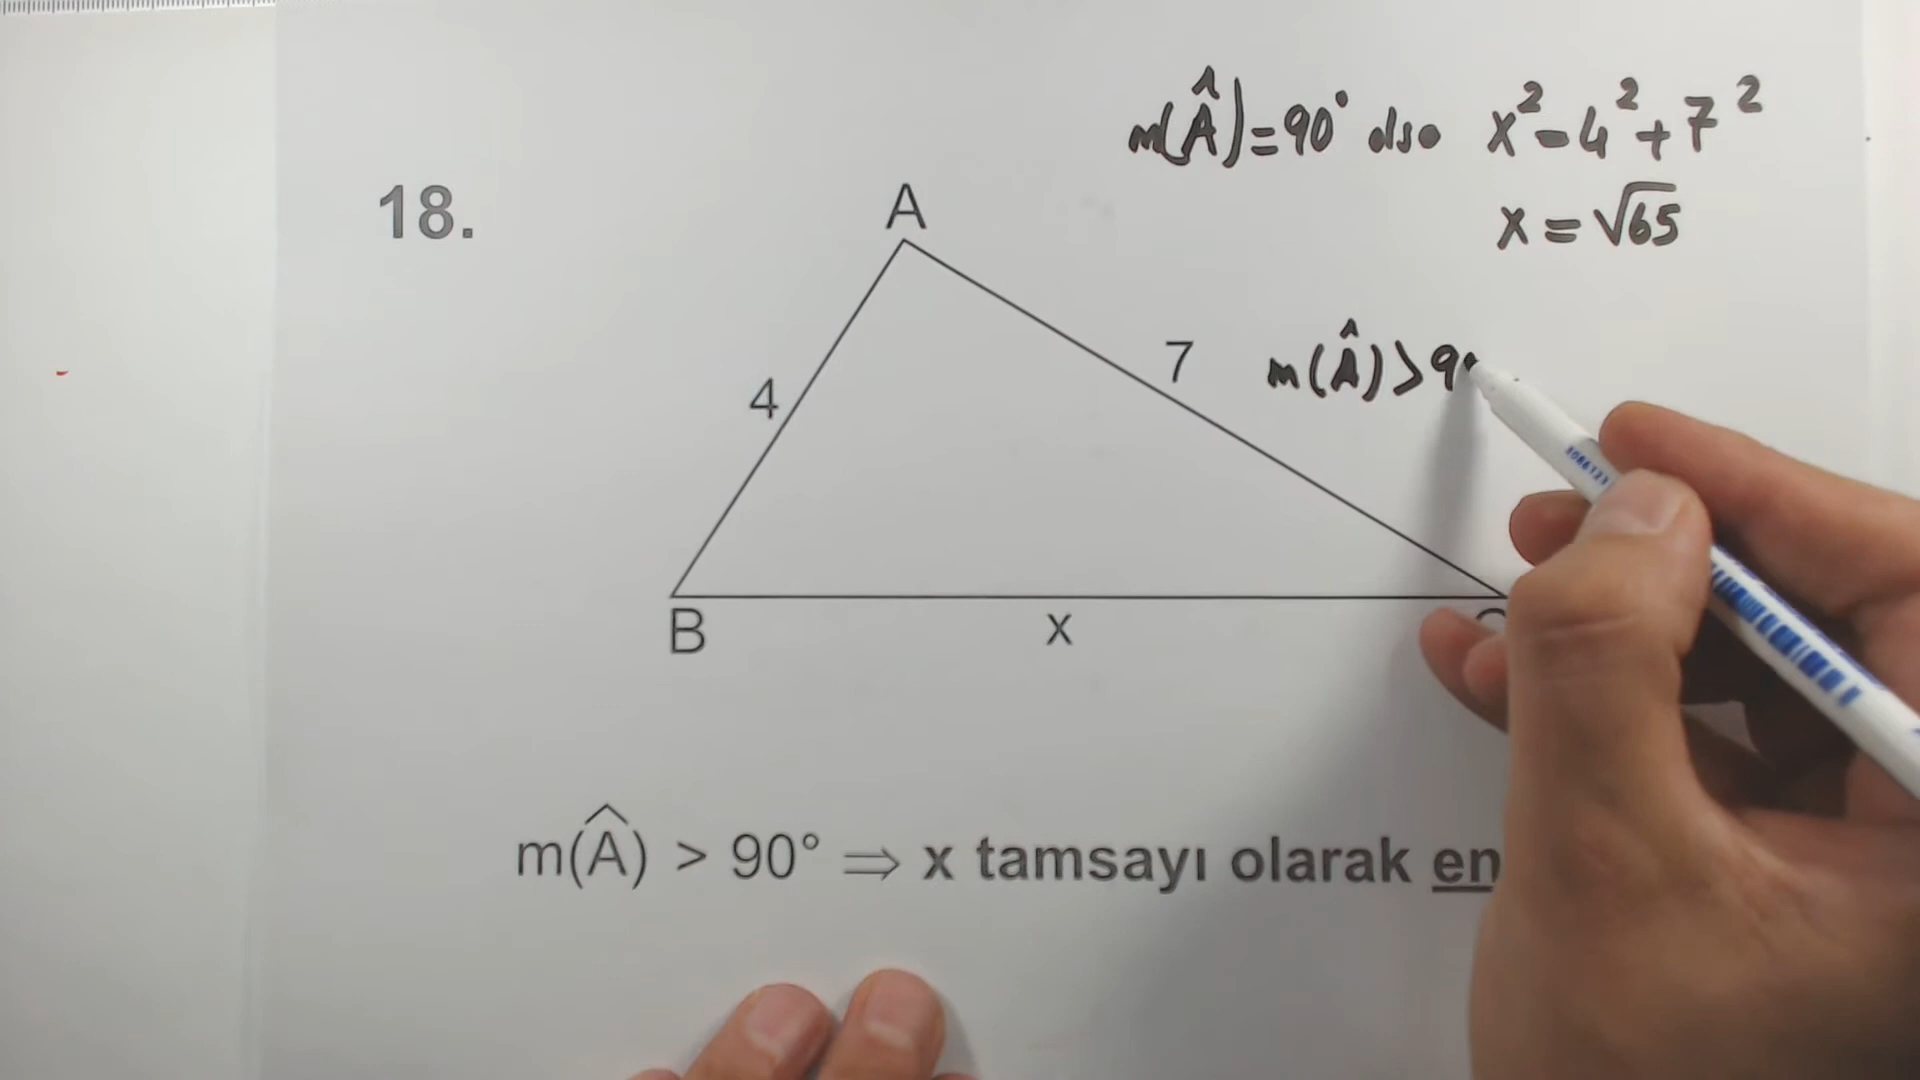 m(Â)=90° olsa x²=4²+7²
x=√65
18.
A
4
7
m(Â)>9
B
x
m(Â) > 90° ⇒ x tamsayı olarak en